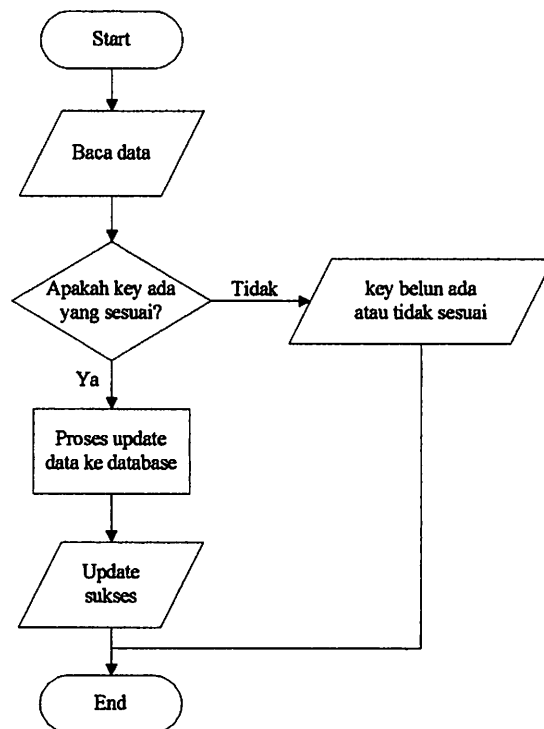 Start
Baca data
Apakah key ada
yang sesuai?
Tidak
key belun ada
atau tidak sesuai
Ya
Proses update
data ke database
Update
sukses
End